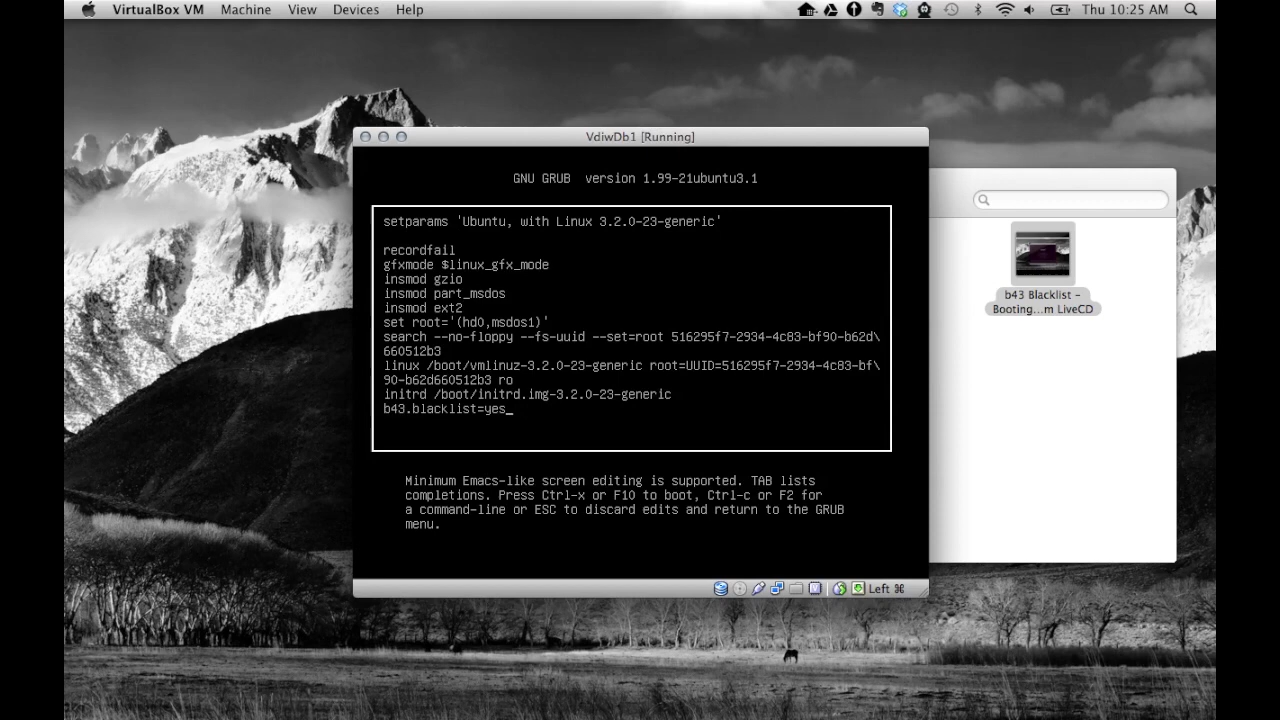 VirtualBox VM Machine View Devices Help Thu 10:25 AM
VdiwDb1 [Running]
GNU GRUB version 1.99-21ubuntu3.1
setparams 'Ubuntu, with Linux 3.2.0-23-generic'
recordfail
gfxmode $linux_gfx_mode
insmod gzio
insmod part_msdos
insmod ext2
set root='(hd0,msdos1)'
search --no-floppy --fs-uuid --set=root 516295f7-2934-4c83-bf90-b62d\
660512b3
linux /boot/vmlinuz-3.2.0-23-generic root=UUID=516295f7-2934-4c83-bf\
90-b62d660512b3 ro
initrd /boot/initrd.img-3.2.0-23-generic
b43.blacklist=yes_
Minimum Emacs-like screen editing is supported. TAB lists
completions. Press Ctrl-x or F10 to boot, Ctrl-c or F2 for
a command-line or ESC to discard edits and return to the GRUB
menu.
Left ⌘
b43 Blacklist -
Booting...m LiveCD